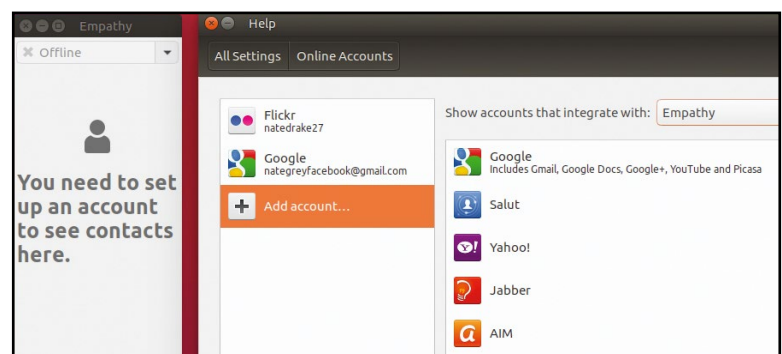 Empathy
Offline
You need to set
up an account
to see contacts
here.
Help
All Settings
Online Accounts
Flickr
natedrake27
Google
nategreyfacebook@gmail.com
Add account...
Show accounts that integrate with:
Empathy
Google
Includes Gmail, Google Docs, Google+, YouTube and Picasa
Salut
Yahoo!
Jabber
AIM